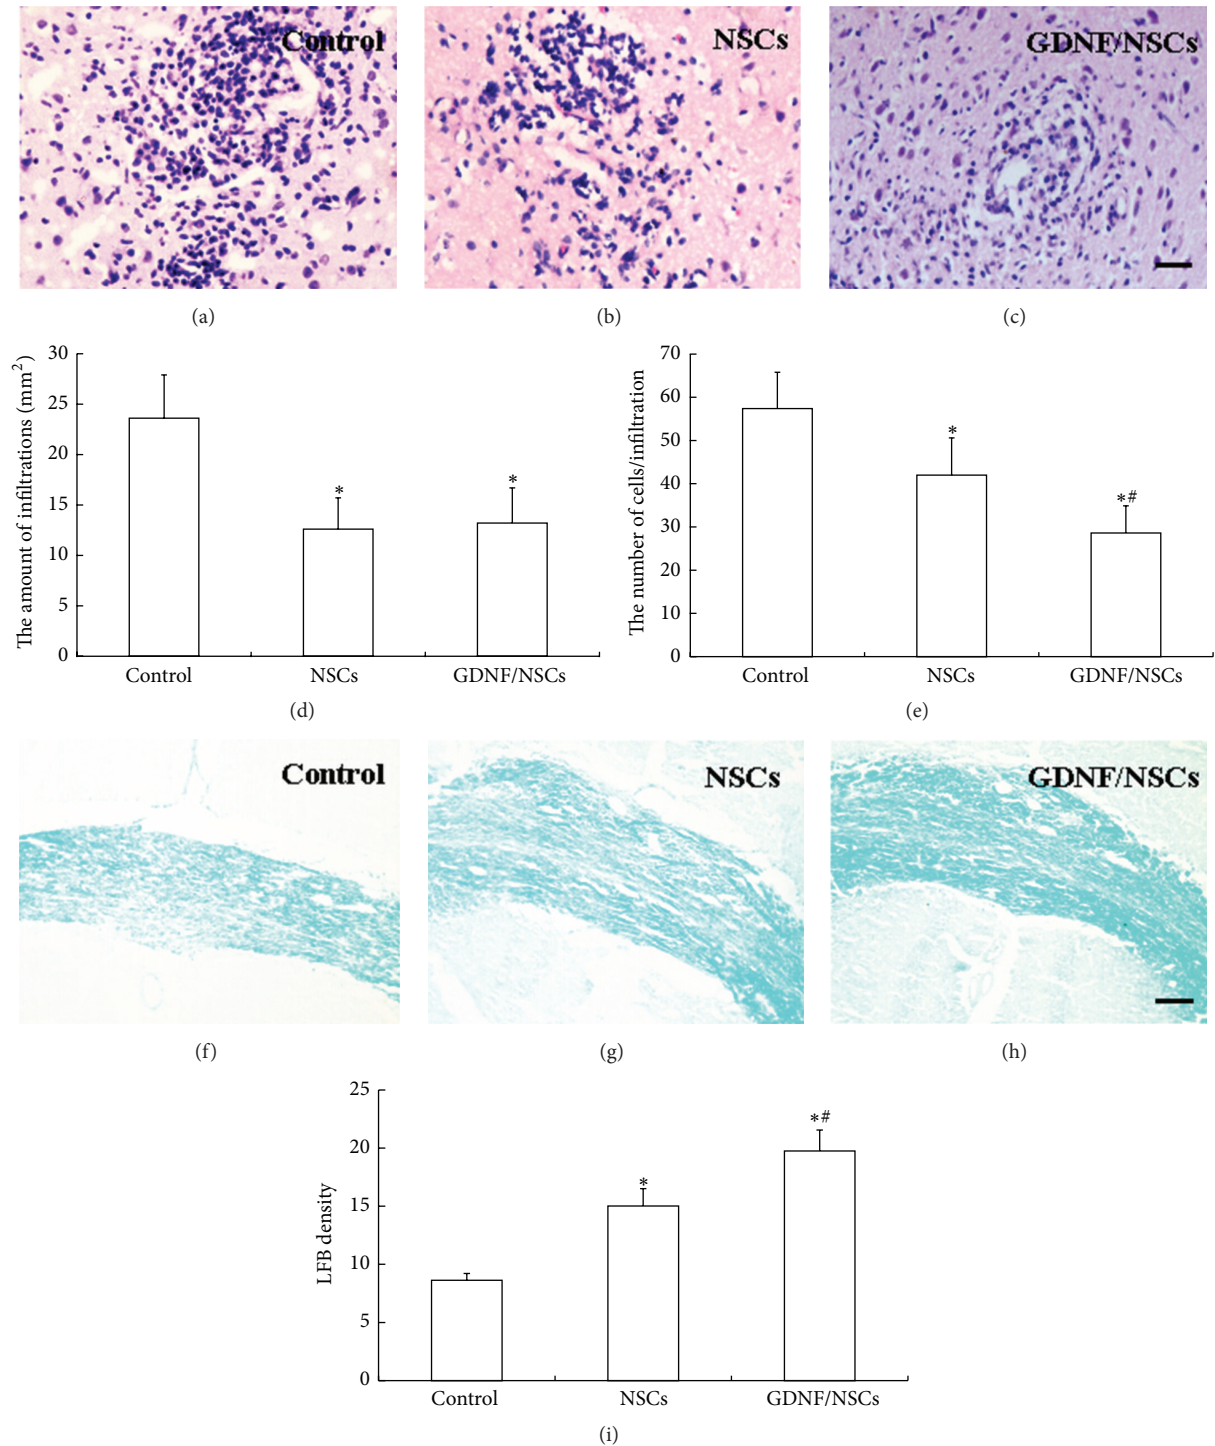 Control
NSCs
GDNF/NSCs
(a)
(b)
(c)
The amount of infiltrations (mm²)
30
25
20
15
10
5
0
*
*
Control
NSCs
GDNF/NSCs
(d)
The number of cells/infiltration
70
60
50
40
30
20
10
0
*
*#
Control
NSCs
GDNF/NSCs
(e)
Control
NSCs
GDNF/NSCs
(f)
(g)
(h)
LFB density
25
20
15
10
5
0
*
*#
Control
NSCs
GDNF/NSCs
(i)